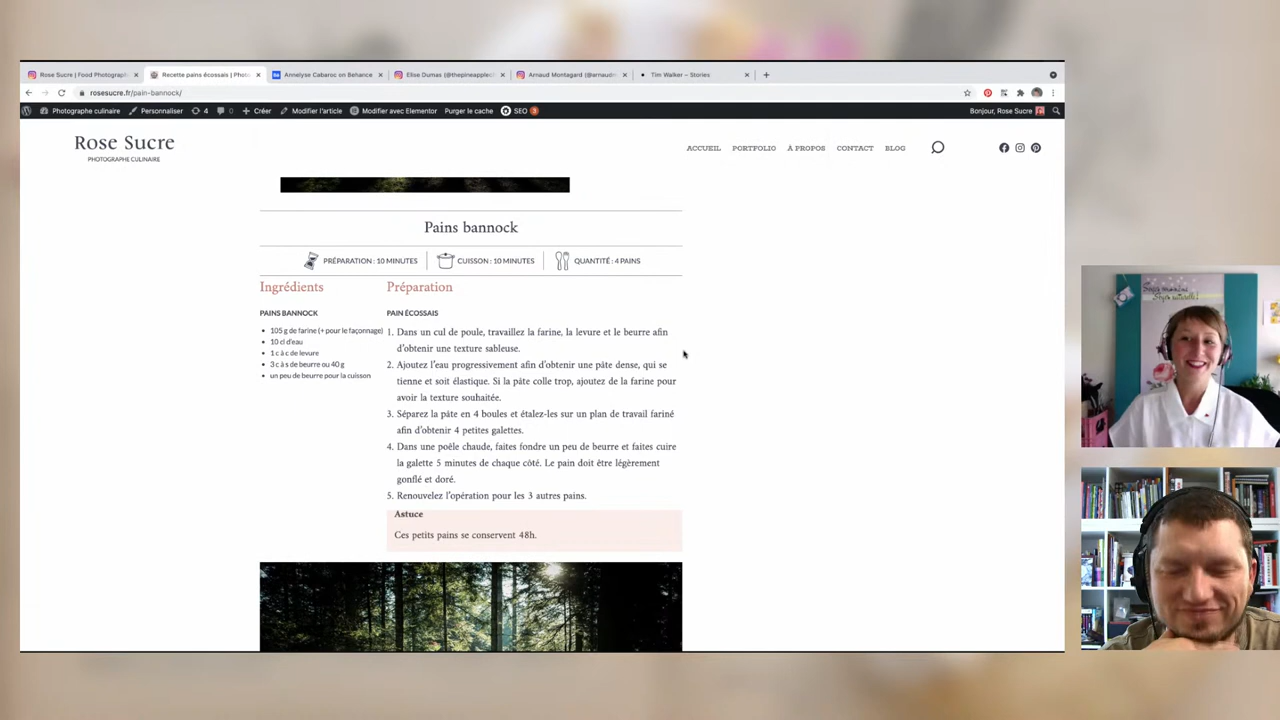 Rose Sucre | Food Photograp
Recette pains écossais | Phot
Annelyse Cabaroc on Behance
Elise Dumas (@thepineapplec
Arnaud Montagard (@arnaudm
Tim Walker – Stories
rosesucre.fr/pain-bannock/
Photographe culinaire
Personnaliser
4
0
Créer
Modifier l'article
Modifier avec Elementor
Purger le cache
SEO
Bonjour, Rose Sucre
Rose Sucre
PHOTOGRAPHE CULINAIRE
ACCUEIL
PORTFOLIO
À PROPOS
CONTACT
BLOG
Pains bannock
PRÉPARATION : 10 MINUTES
CUISSON : 10 MINUTES
QUANTITÉ : 4 PAINS
Ingrédients
Préparation
PAINS BANNOCK
105 g de farine (+ pour le façonnage)
10 cl d'eau
1 c à c de levure
3 c à s de beurre ou 40 g
un peu de beurre pour la cuisson
PAIN ÉCOSSAIS
1. Dans un cul de poule, travaillez la farine, la levure et le beurre afin
d'obtenir une texture sableuse.
2. Ajoutez l'eau progressivement afin d'obtenir une pâte dense, qui se
tienne et soit élastique. Si la pâte colle trop, ajoutez de la farine pour
avoir la texture souhaitée.
3. Séparez la pâte en 4 boules et étalez-les sur un plan de travail fariné
afin d'obtenir 4 petites galettes.
4. Dans une poêle chaude, faites fondre un peu de beurre et faites cuire
la galette 5 minutes de chaque côté. Le pain doit être légèrement
gonflé et doré.
5. Renouvelez l'opération pour les 3 autres pains.
Astuce
Ces petits pains se conservent 48h.